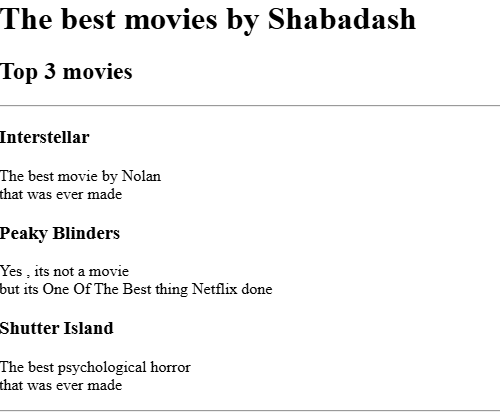 The best movies by Shabadash
Top 3 movies
Interstellar
The best movie by Nolan
that was ever made
Peaky Blinders
Yes , its not a movie
but its One Of The Best thing Netflix done
Shutter Island
The best psychological horror
that was ever made